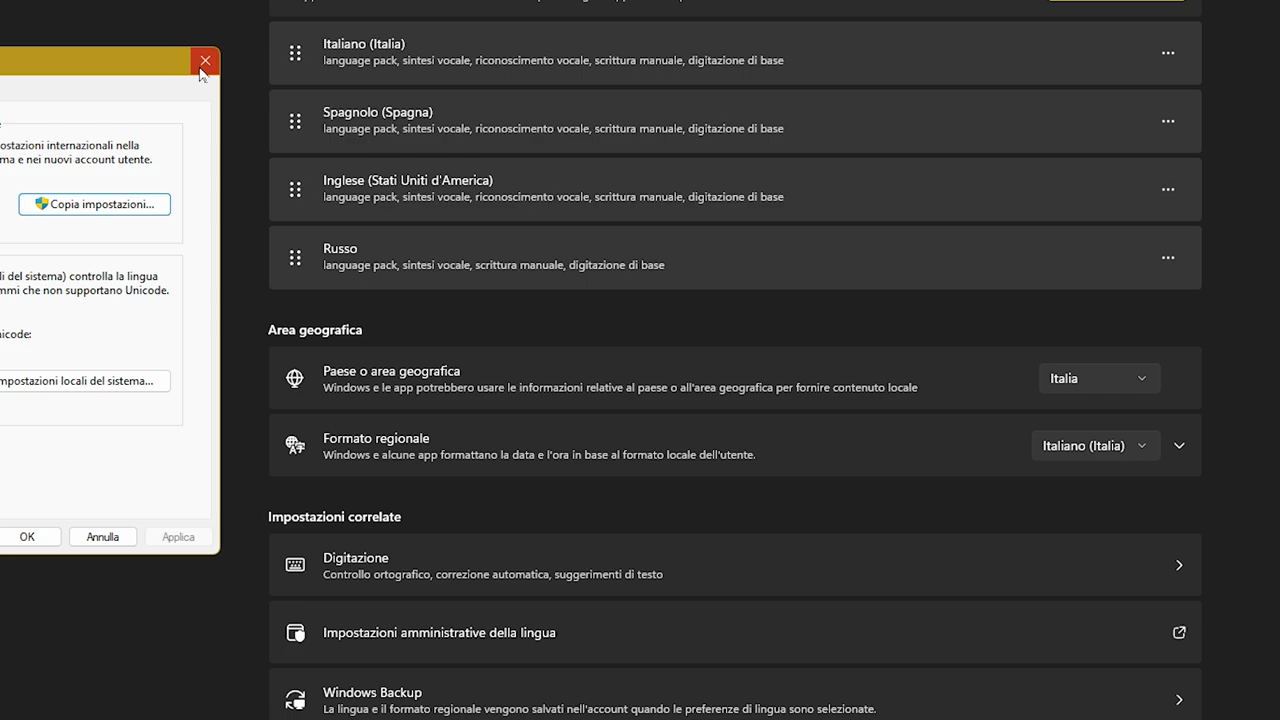 ostazioni internazionali nella
ma e nei nuovi account utente.
Copia impostazioni...
li del sistema) controlla la lingua
mmi che non supportano Unicode.
nicode:
mpostazioni locali del sistema...
OK
Annulla
Applica
Italiano (Italia)
language pack, sintesi vocale, riconoscimento vocale, scrittura manuale, digitazione di base
Spagnolo (Spagna)
language pack, sintesi vocale, riconoscimento vocale, scrittura manuale, digitazione di base
Inglese (Stati Uniti d'America)
language pack, sintesi vocale, riconoscimento vocale, scrittura manuale, digitazione di base
Russo
language pack, sintesi vocale, scrittura manuale, digitazione di base
Area geografica
Paese o area geografica
Windows e le app potrebbero usare le informazioni relative al paese o all'area geografica per fornire contenuto locale
Italia
Formato regionale
Windows e alcune app formattano la data e l'ora in base al formato locale dell'utente.
Italiano (Italia)
Impostazioni correlate
Digitazione
Controllo ortografico, correzione automatica, suggerimenti di testo
Impostazioni amministrative della lingua
Windows Backup
La lingua e il formato regionale vengono salvati nell'account quando le preferenze di lingua sono selezionate.